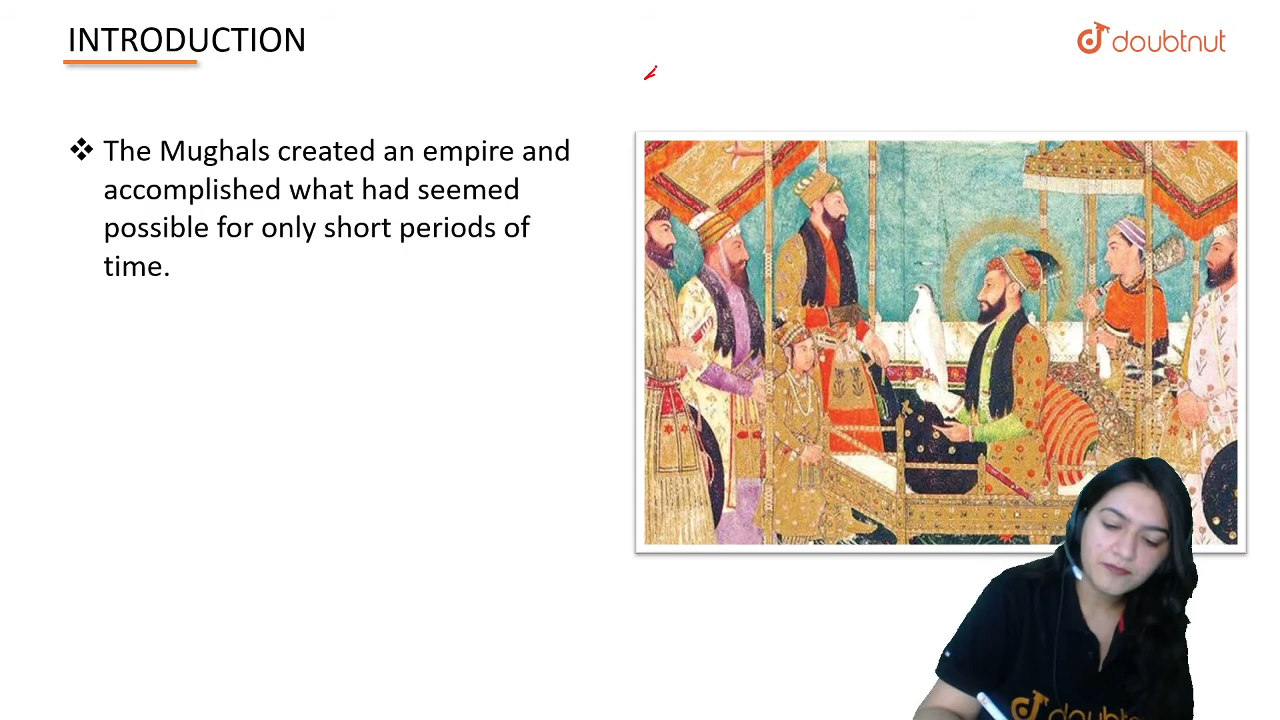 INTRODUCTION
doubtnut
❖ The Mughals created an empire and
accomplished what had seemed
possible for only short periods of
time.
doubtnut